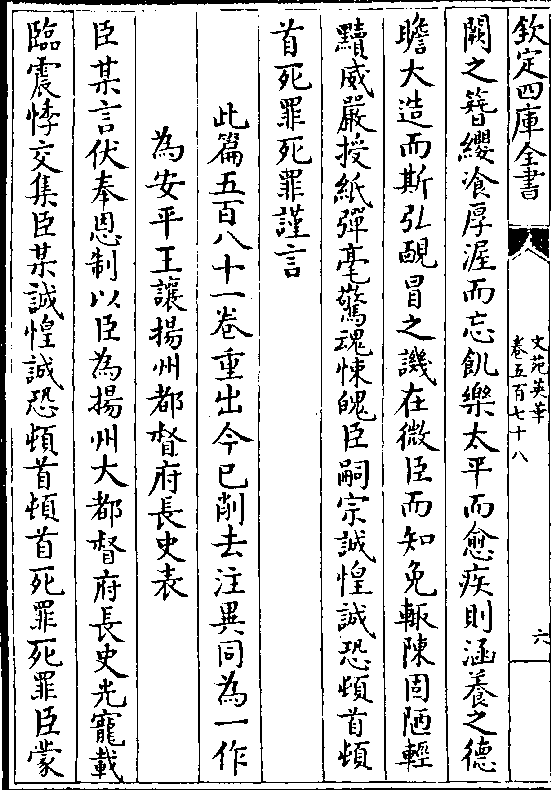 欽定四庫全書
文苑英華
卷五百七十八
六
闕之簪纓飡厚渥而忘飢樂太平而愈疾則涵養之德
瞻大造而斯弘靦冒之譏在微臣而知免輙陳固陋輕
黷威嚴授紙彈毫驚魂悚魄臣嗣宗誠惶誠恐頓首頓
首死罪死罪謹言
此篇五百八十一卷重出今已削去注異同為一作
為安平王讓揚州都督府長史表
臣某言伏奉恩制以臣為揚州大都督府長史光寵載
臨震悸交集臣某誠惶誠恐頓首頓首死罪死罪臣蒙